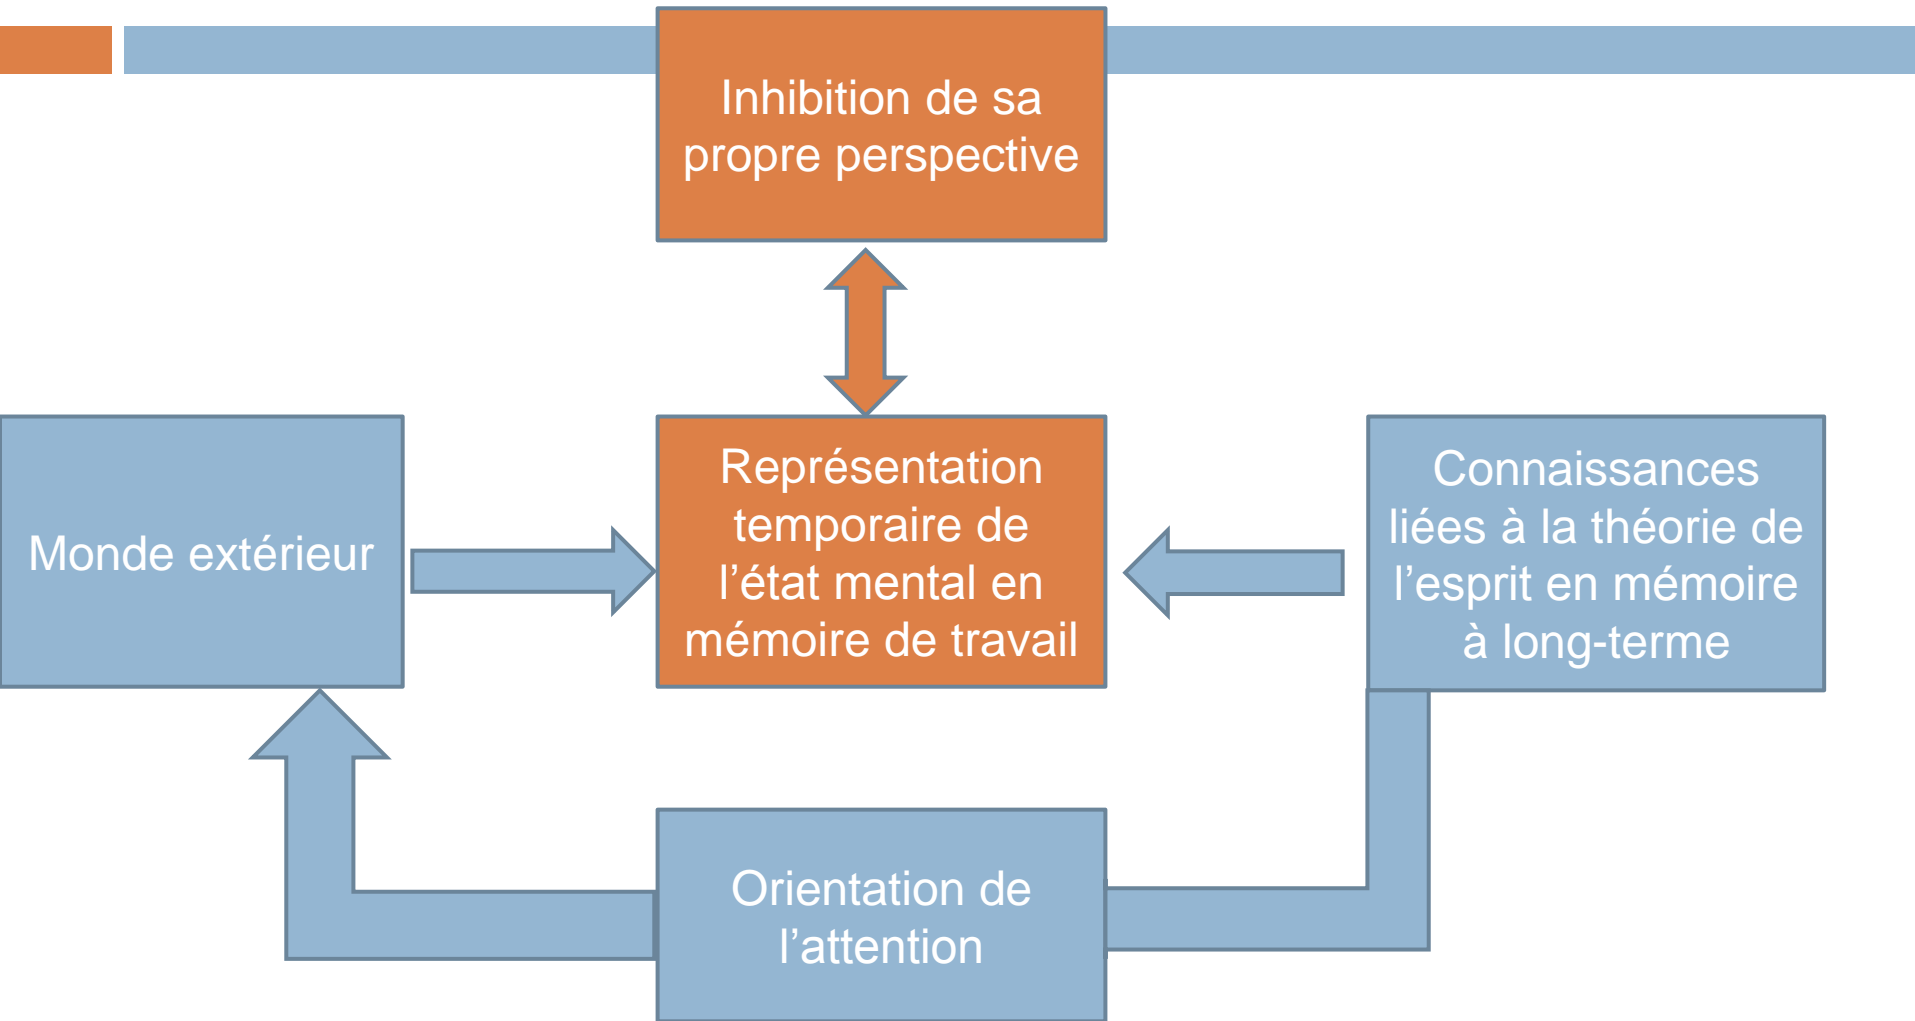 Inhibition de sa
propre perspective
Monde extérieur
Représentation
temporaire de
l’état mental en
mémoire de travail
Connaissances
liées à la théorie de
l’esprit en mémoire
à long-terme
Orientation de
l’attention